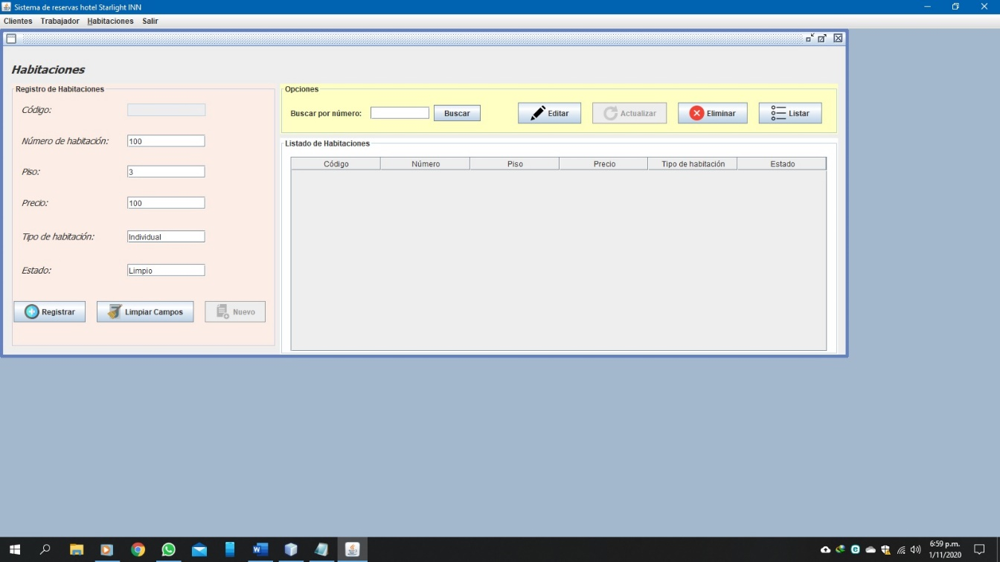 Sistema de reservas hotel Starlight INN
Clientes Trabajador Habitaciones Salir
Habitaciones
Registro de Habitaciones
Código:
Número de habitación: 100
Piso: 3
Precio: 100
Tipo de habitación: Individual
Estado: Limpio
Registrar Limpiar Campos Nuevo
Opciones
Buscar por número: Buscar Editar Actualizar Eliminar Listar
Listado de Habitaciones
Código Número Piso Precio Tipo de habitación Estado
6:59 p.m.
1/11/2020